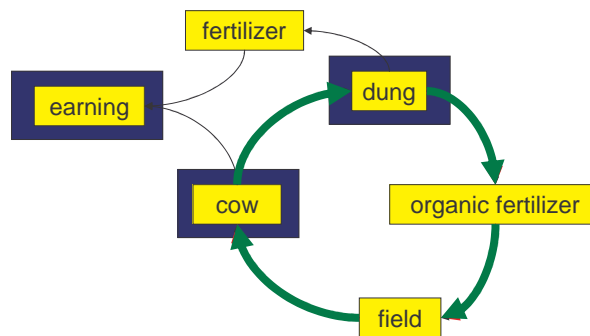 fertilizer
earning
dung
cow
organic fertilizer
field